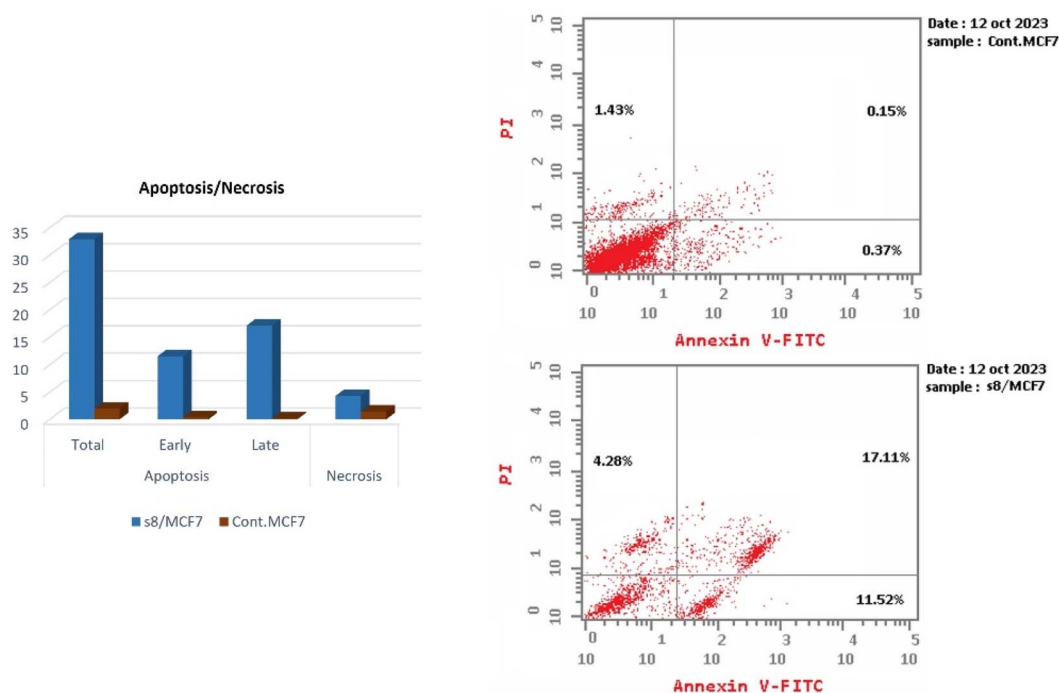 Apoptosis/Necrosis
35
30
25
20
15
10
5
0
Total Early Late
Apoptosis Necrosis
s8/MCF7 Cont.MCF7
Date : 12 oct 2023
sample : Cont.MCF7
PI
5
10
4
10
3
10
2
10
1
10
0
10
1.43% 0.15%
0.37%
0 1 2 3 4 5
10 10 10 10 10 10
Annexin V-FITC
Date : 12 oct 2023
sample : s8/MCF7
PI
5
10
4
10
3
10
2
10
1
10
0
10
4.28% 17.11%
11.52%
0 1 2 3 4 5
10 10 10 10 10 10
Annexin V-FITC